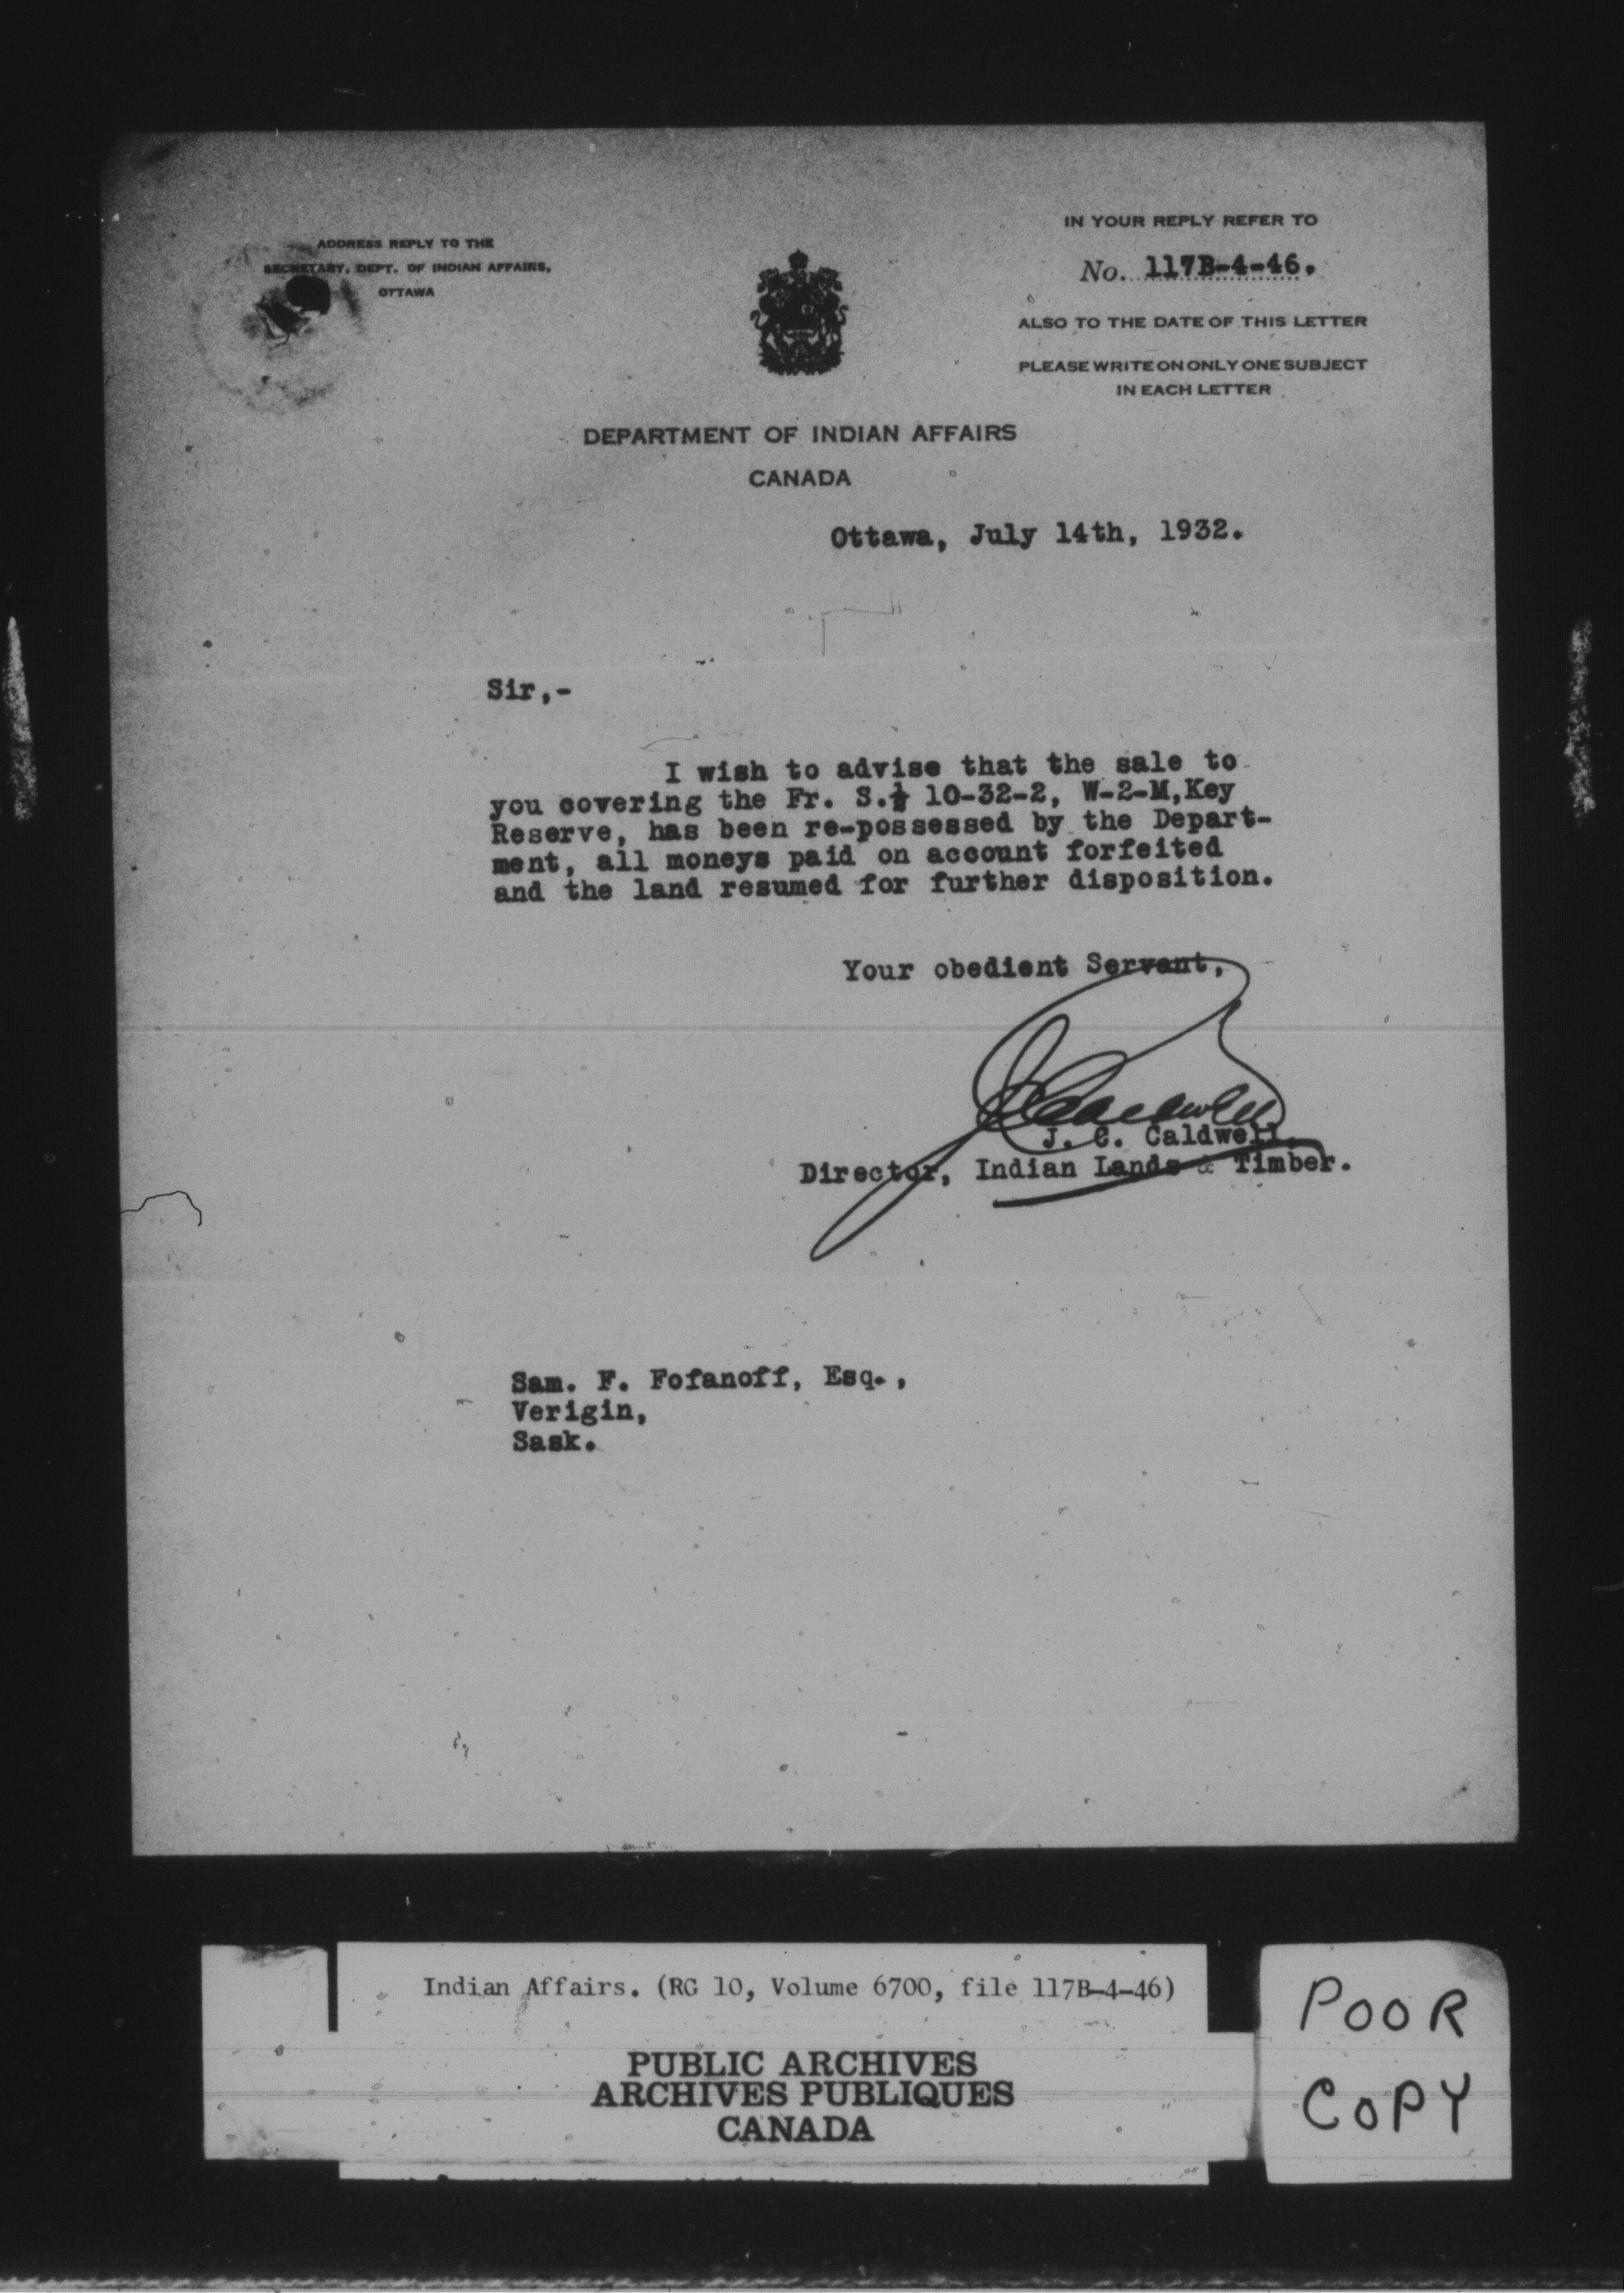 ADDRESS REPLY TO THE
SECRETARY, DEPT. OF INDIAN AFFAIRS,
OTTAWA
IN YOUR REPLY REFER TO
No. 117B-4-46.
ALSO TO THE DATE OF THIS LETTER
PLEASE WRITE ON ONLY ONE SUBJECT
IN EACH LETTER
DEPARTMENT OF INDIAN AFFAIRS
CANADA
Ottawa, July 14th, 1932.
Sir,-
I wish to advise that the sale to
you covering the Fr. S.½ 10-32-2, W-2-M,Key
Reserve, has been re-possessed by the Depart-
ment, all moneys paid on account forfeited
and the land resumed for further disposition.
Your obedient Servant,
J. C. Caldwell
J. C. Caldwell.
Director, Indian Lands & Timber.
Sam. F. Fofanoff, Esq.,
Verigin,
Sask.
Indian Affairs. (RG 10, Volume 6700, file 117B-4-46)
PUBLIC ARCHIVES
ARCHIVES PUBLIQUES
CANADA
POOR
COPY